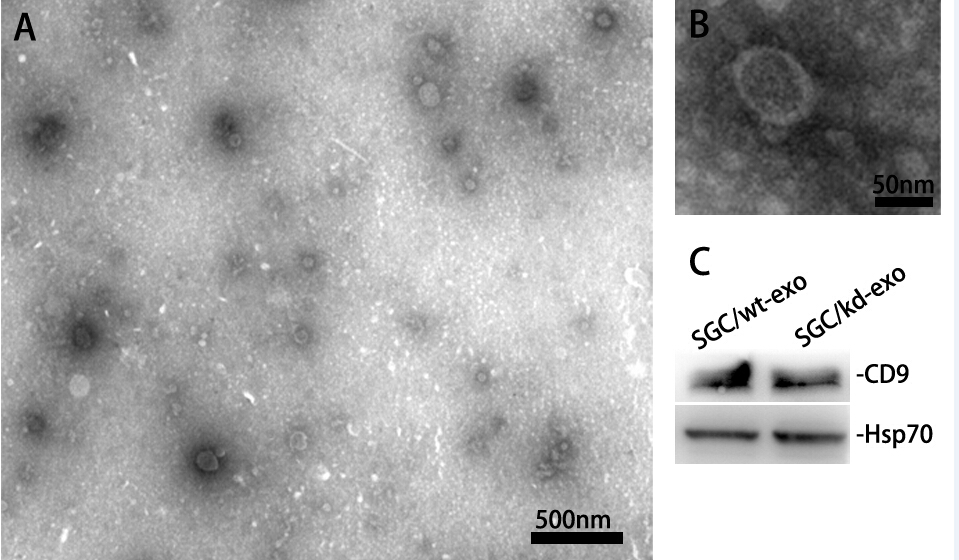 A
500nm
B
50nm
C
SGC/wt-exo
SGC/kd-exo
-CD9
-Hsp70